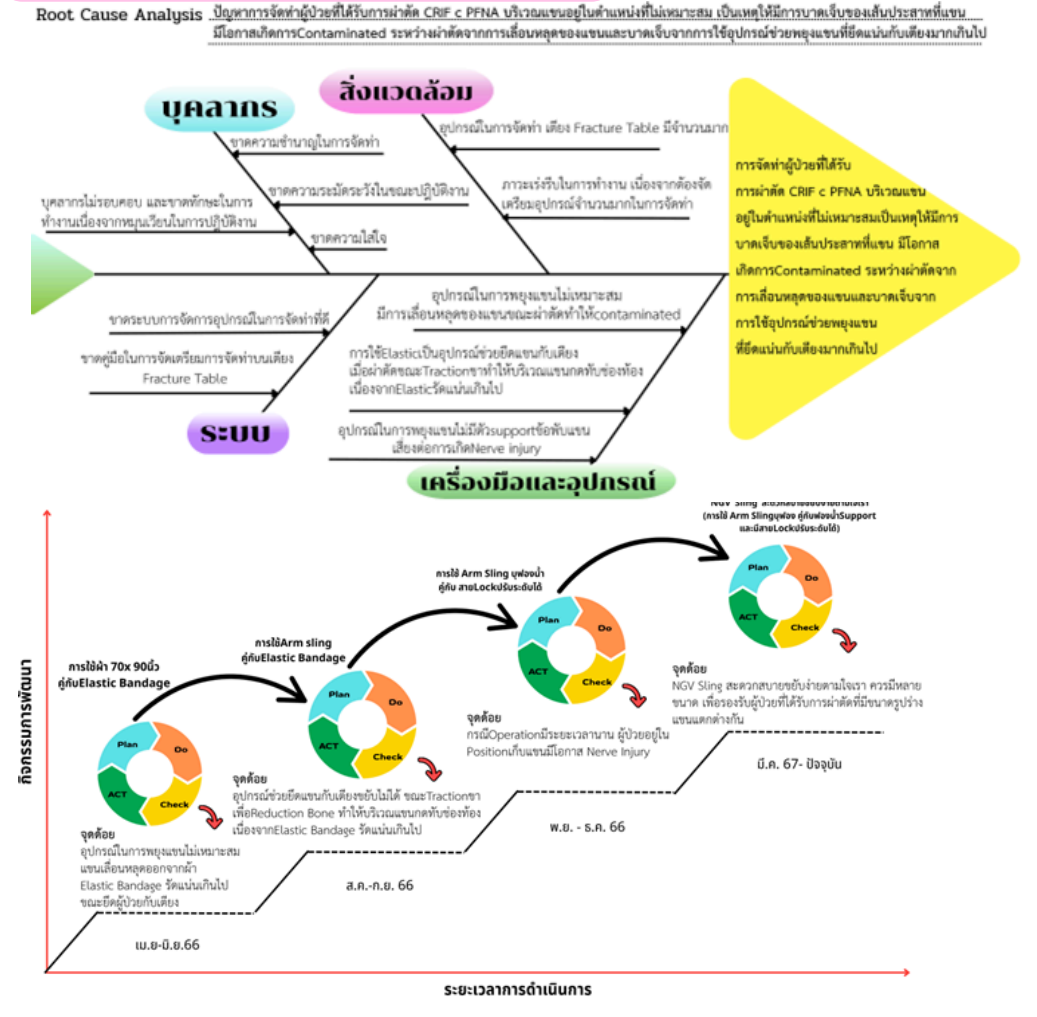 Root Cause Analysis ปัญหาการจัดท่าผู้ป่วยที่ได้รับการผ่าตัด CRIF c PFNA บริเวณแขนอยู่ในตำแหน่งที่ไม่เหมาะสม เป็นเหตุให้มีการบาดเจ็บของเส้นประสาทที่แขน
มีโอกาสเกิดการContaminated ระหว่างผ่าตัดจากการเลื่อนหลุดของแขนและบาดเจ็บจากการใช้อุปกรณ์ช่วยพยุงแขนที่ยึดแน่นกับเตียงมากเกินไป
บุคลากร
สิ่งแวดล้อม
ขาดความชำนาญในการจัดท่า
ขาดความระมัดระวังในขณะปฏิบัติงาน
บุคลากรไม่รอบคอบ และขาดทักษะในการ
ทำงานเนื่องจากหมุนเวียนในการปฏิบัติงาน
ขาดความใส่ใจ
อุปกรณ์ในการจัดท่า เตียง Fracture Table มีจำนวนมาก
ภาวะเร่งรีบในการทำงาน เนื่องจากต้องจัด
เตรียมอุปกรณ์จำนวนมากในการจัดท่า
การจัดท่าผู้ป่วยที่ได้รับ
การผ่าตัด CRIF c PFNA บริเวณแขน
อยู่ในตำแหน่งที่ไม่เหมาะสมเป็นเหตุให้มีการ
บาดเจ็บของเส้นประสาทที่แขน มีโอกาส
เกิดการContaminated ระหว่างผ่าตัดจาก
การเลื่อนหลุดของแขนและบาดเจ็บจาก
การใช้อุปกรณ์ช่วยพยุงแขน
ที่ยึดแน่นกับเตียงมากเกินไป
ขาดระบบการจัดการอุปกรณ์ในการจัดท่าที่ดี
ขาดคู่มือในการจัดเตรียมการจัดท่าบนเตียง
Fracture Table
ระบบ
อุปกรณ์ในการพยุงแขนไม่เหมาะสม
มีการเลื่อนหลุดของแขนขณะผ่าตัดทำให้contaminated
การใช้Elasticเป็นอุปกรณ์ช่วยยึดแขนกับเตียง
เมื่อผ่าตัดขณะTractionขาทำให้บริเวณแขนกดทับช่องท้อง
เนื่องจากElasticรัดแน่นเกินไป
อุปกรณ์ในการพยุงแขนไม่มีตัวsupportข้อพับแขน
เสี่ยงต่อการเกิดNerve injury
เครื่องมือและอุปกรณ์
กิจกรรมการพัฒนา
การใช้ผ้า 70x 90นิ้ว
คู่กับElastic Bandage
Plan
Do
ACT
Check
จุดด้อย
อุปกรณ์ในการพยุงแขนไม่เหมาะสม
แขนเลื่อนหลุดออกจากผ้า
Elastic Bandage รัดแน่นเกินไป
ขณะยึดผู้ป่วยกับเตียง
เม.ย-มิ.ย.66
การใช้Arm sling
คู่กับElastic Bandage
Plan
Do
ACT
Check
จุดด้อย
อุปกรณ์ช่วยยึดแขนกับเตียงขยับไม่ได้ ขณะTractionขา
เพื่อReduction Bone ทำให้บริเวณแขนกดทับช่องท้อง
เนื่องจากElastic Bandage รัดแน่นเกินไป
ส.ค.-ก.ย. 66
การใช้ Arm Sling บุฟองน้ำ
คู่กับ สายLockปรับระดับได้
Plan
Do
ACT
Check
จุดด้อย
กรณีOperationมีระยะเวลานาน ผู้ป่วยอยู่ใน
Positionเก็บแขนมีโอกาส Nerve Injury
พ.ย. - ธ.ค. 66
NGV Sling สะดวกสบายขยับง่ายตามใจเรา
(การใช้ Arm Slingบุฟอง คู่กับฟองน้ำSupport
และมีสายLockปรับระดับได้)
Plan
Do
ACT
Check
จุดด้อย
NGV Sling สะดวกสบายขยับง่ายตามใจเรา ควรมีหลาย
ขนาด เพื่อรองรับผู้ป่วยที่ได้รับการผ่าตัดที่มีขนาดรูปร่าง
แขนแตกต่างกัน
มี.ค. 67- ปัจจุบัน
ระยะเวลาการดำเนินการ